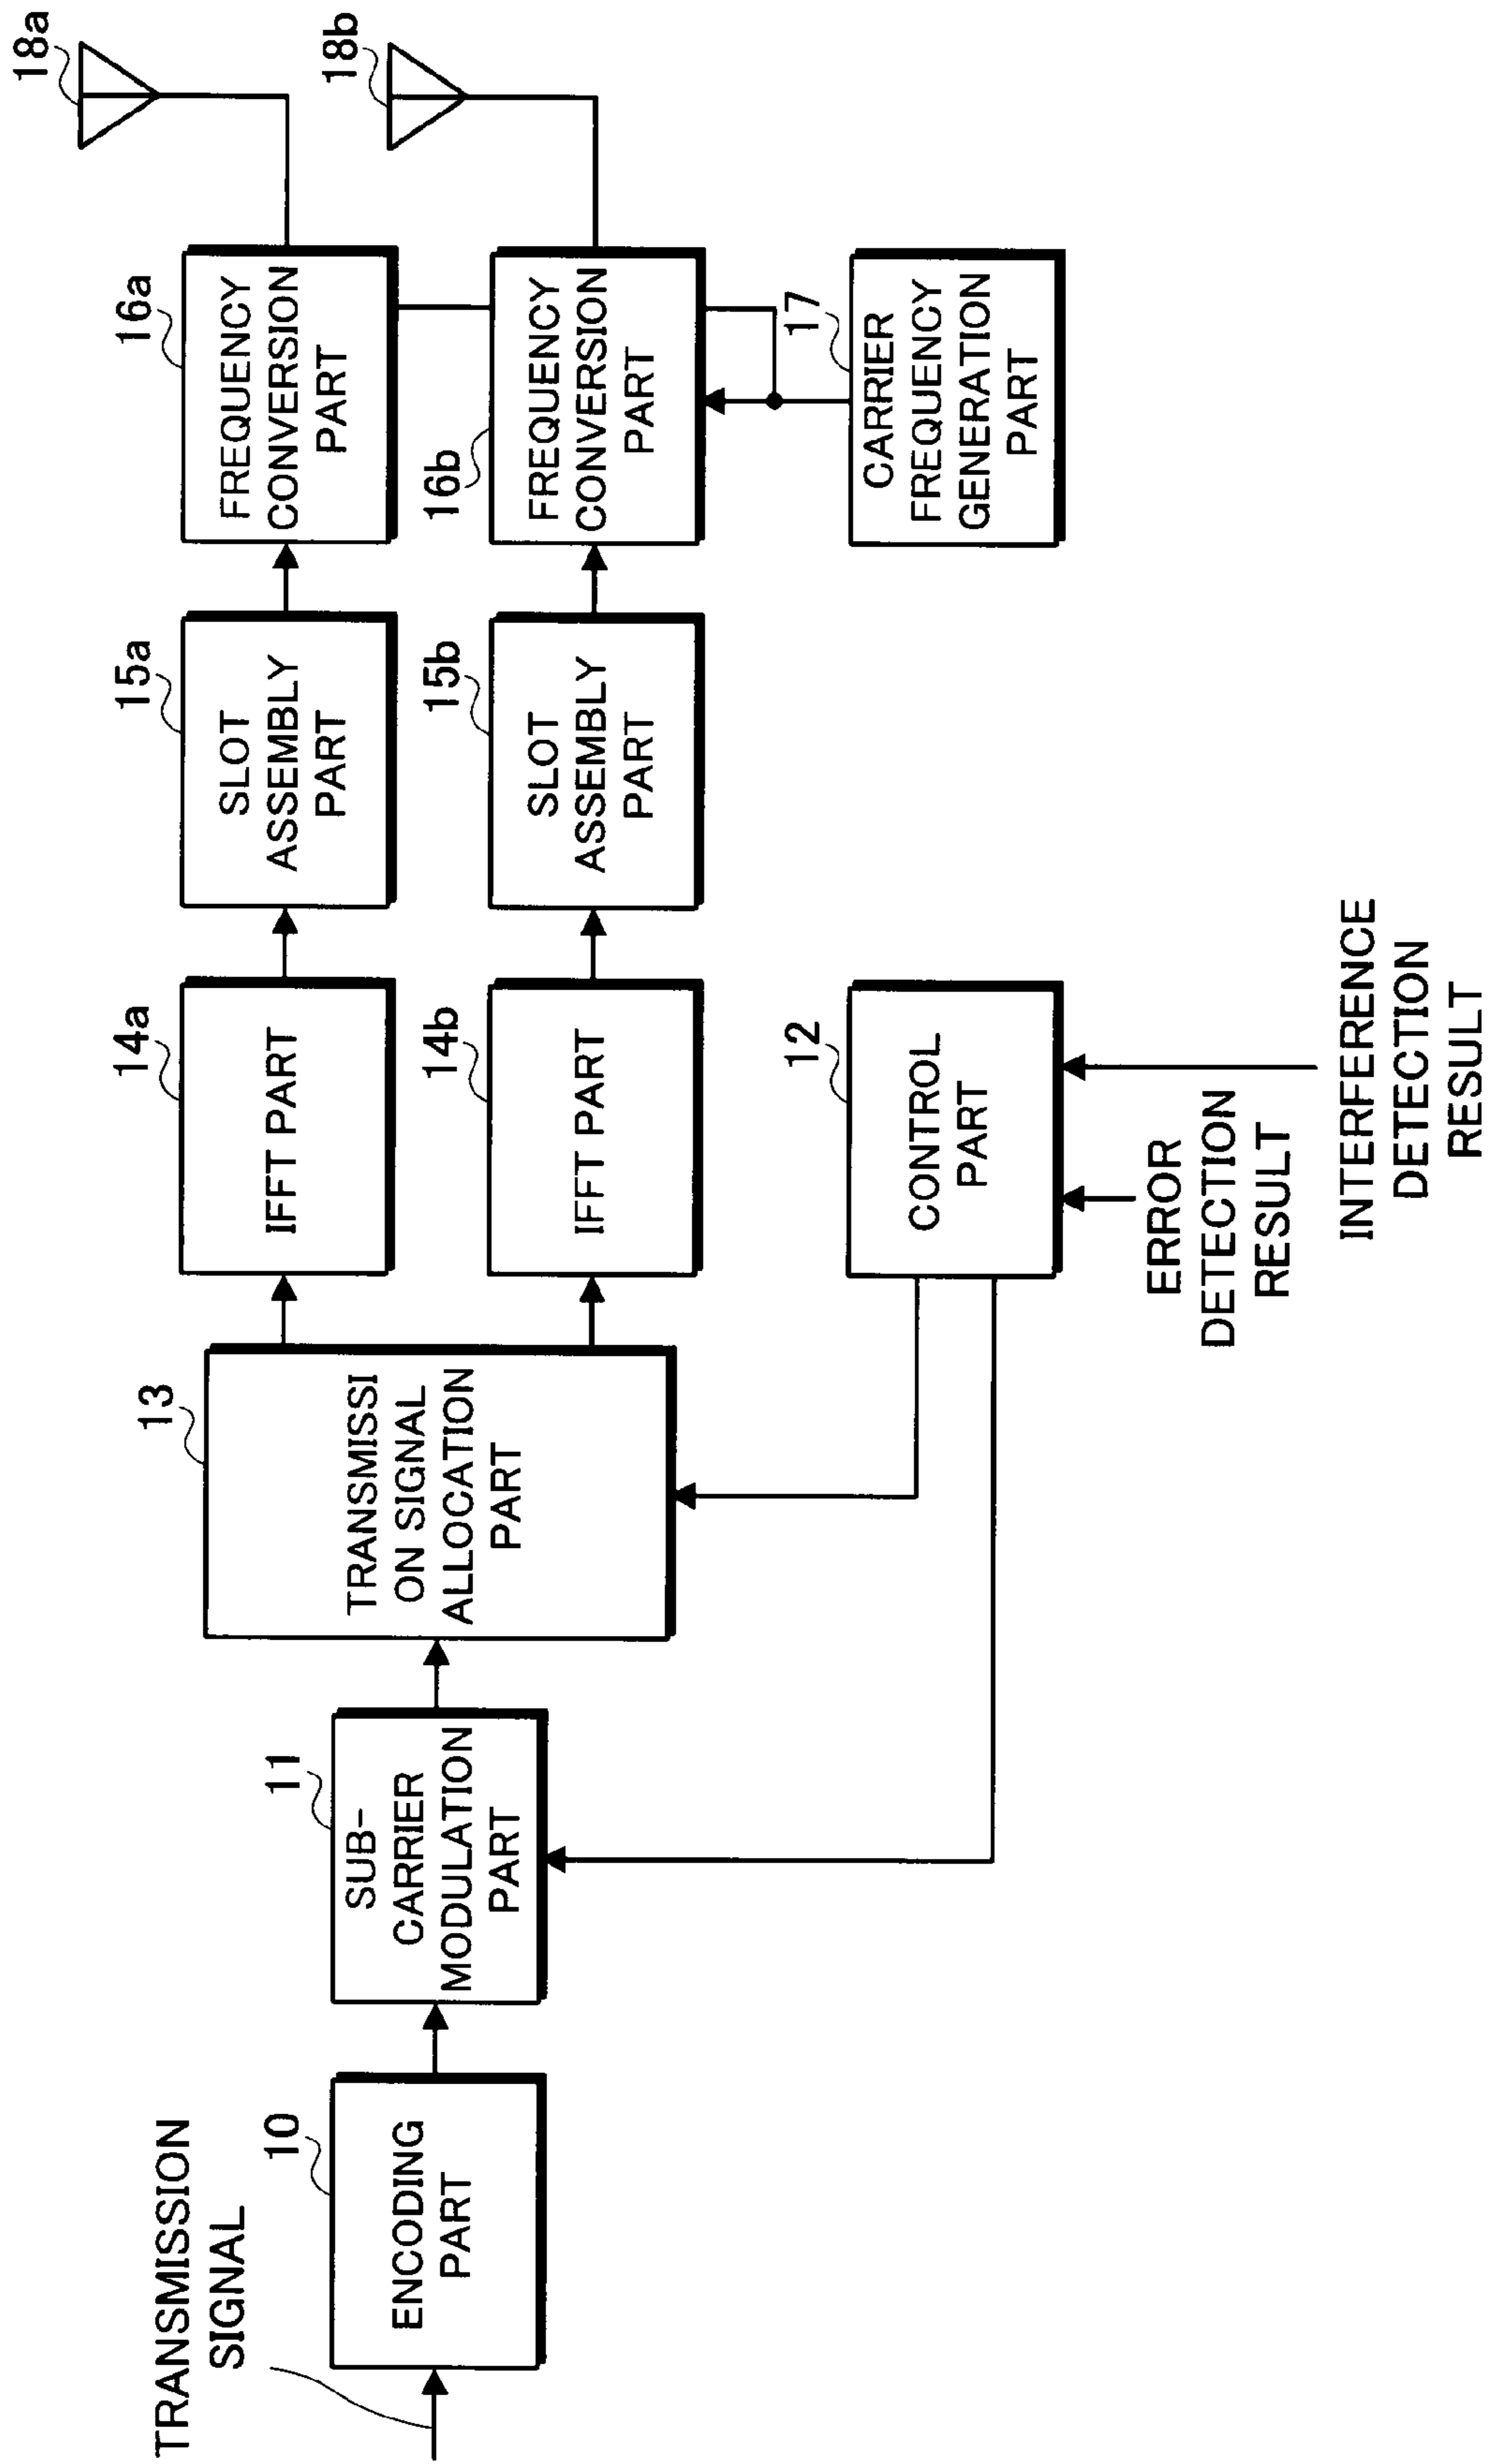 TRANSMISSION
SIGNAL
10
ENCODING
PART
11
SUB-
CARRIER
MODULATION
PART
13
TRANSMISSI
ON SIGNAL
ALLOCATION
PART
14a
IFFT PART
15a
SLOT
ASSEMBLY
PART
16a
FREQUENCY
CONVERSION
PART
18a
14b
IFFT PART
15b
SLOT
ASSEMBLY
PART
16b
FREQUENCY
CONVERSION
PART
18b
12
CONTROL
PART
17
CARRIER
FREQUENCY
GENERATION
PART
ERROR
DETECTION
RESULT
INTERFERENCE
DETECTION
RESULT